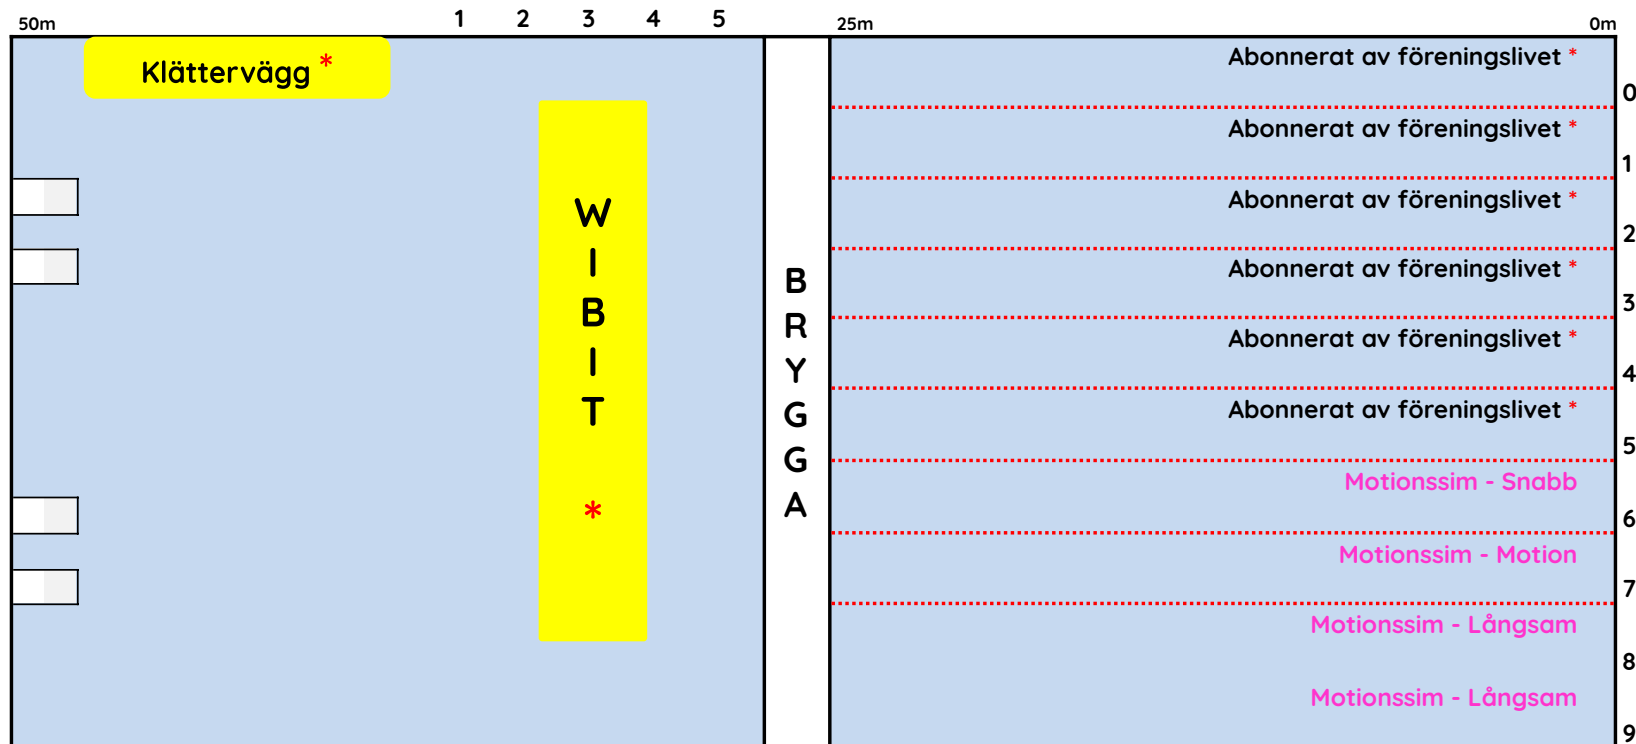 50m 1 2 3 4 5 25m 0m
Klättervägg *
Abonnerat av föreningslivet *
0
Abonnerat av föreningslivet *
1
Abonnerat av föreningslivet *
2
Abonnerat av föreningslivet *
3
Abonnerat av föreningslivet *
4
Abonnerat av föreningslivet *
5
Motionssim - Snabb
6
Motionssim - Motion
7
Motionssim - Långsam
8
Motionssim - Långsam
9
W
I
B
I
T
*
B
R
Y
G
G
A